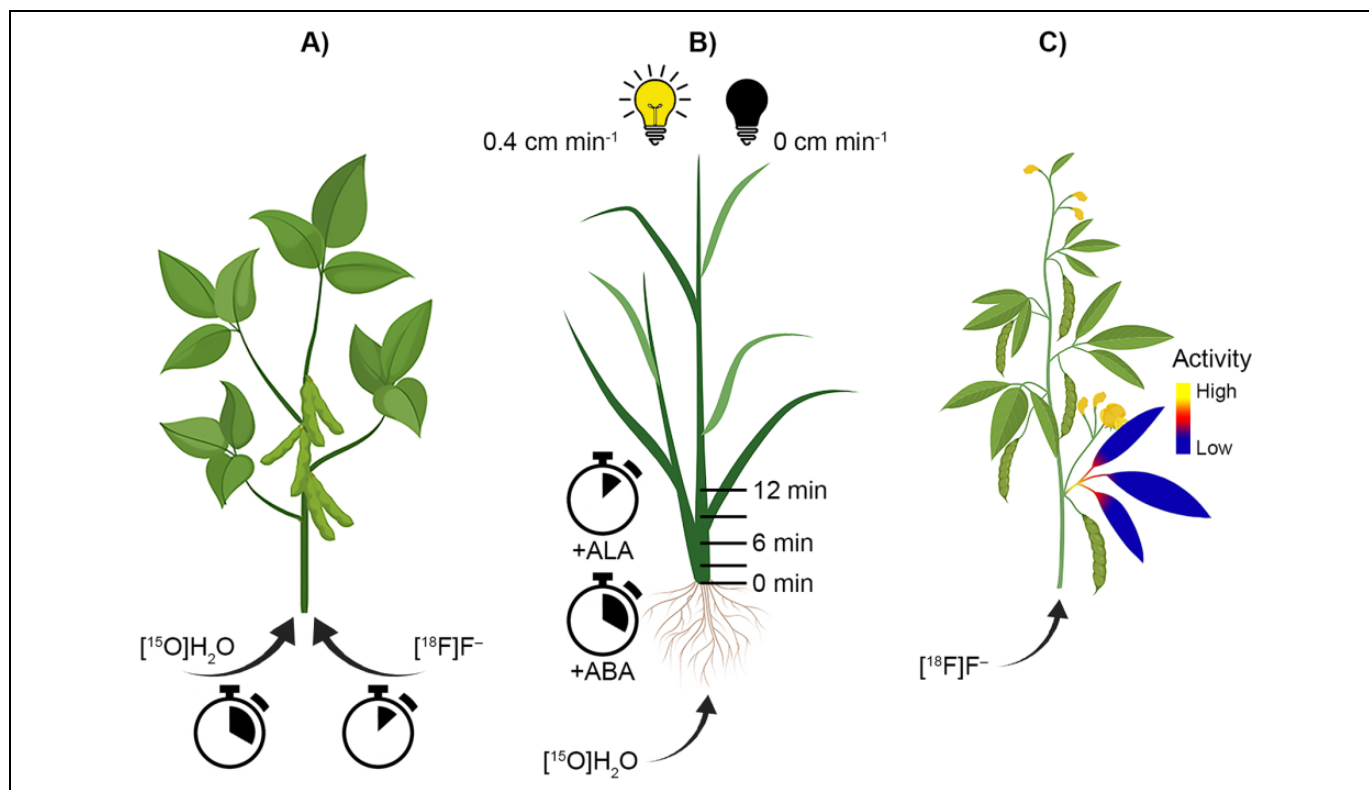 A)
B)
C)
0.4 cm min⁻¹
0 cm min⁻¹
Activity
High
Low
12 min
6 min
0 min
+ALA
+ABA
[¹⁵O]H₂O
[¹⁸F]F⁻
[¹⁵O]H₂O
[¹⁸F]F⁻